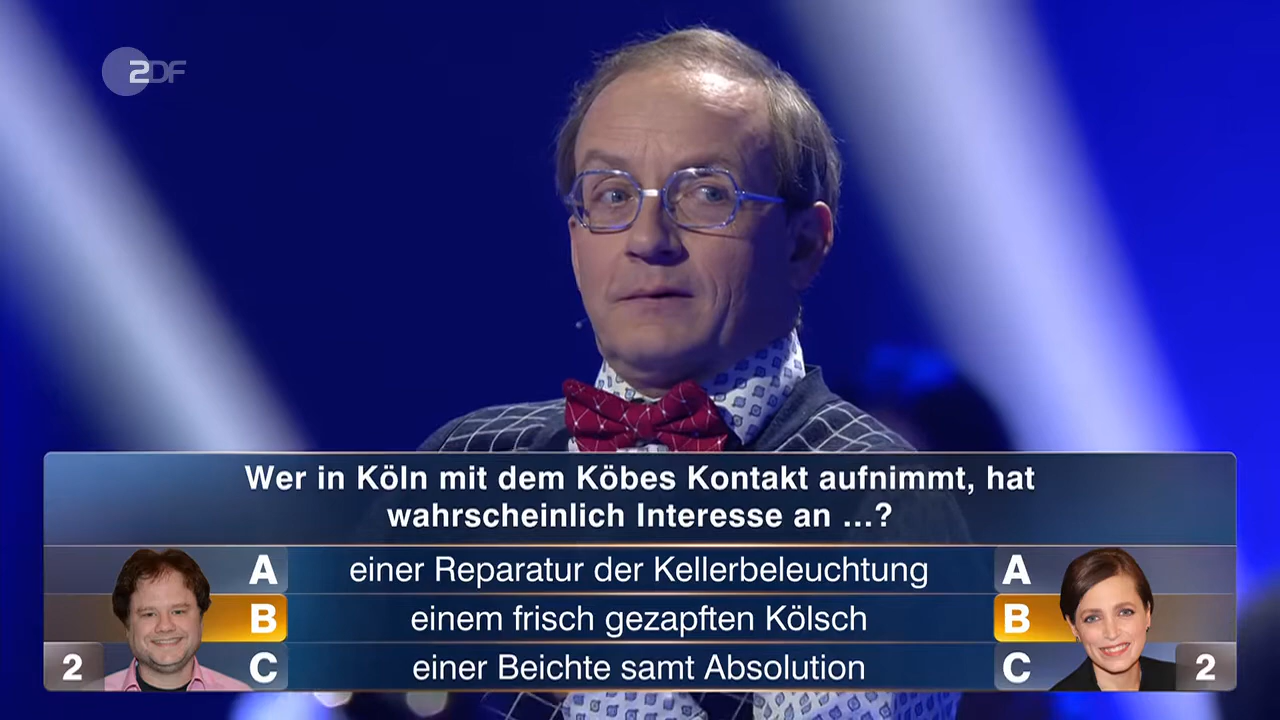 ZDF
Wer in Köln mit dem Köbes Kontakt aufnimmt, hat
wahrscheinlich Interesse an ...?
A einer Reparatur der Kellerbeleuchtung A
B einem frisch gezapften Kölsch B
2 C einer Beichte samt Absolution C 2